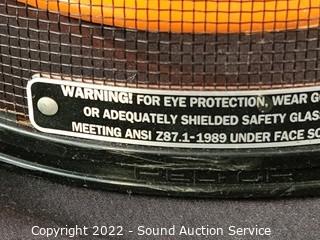 WARNING! FOR EYE PROTECTION, WEAR G
OR ADEQUATELY SHIELDED SAFETY GLAS
MEETING ANSI Z87.1-1989 UNDER FACE SC
PELTOR
Copyright 2022 - Sound Auction Service